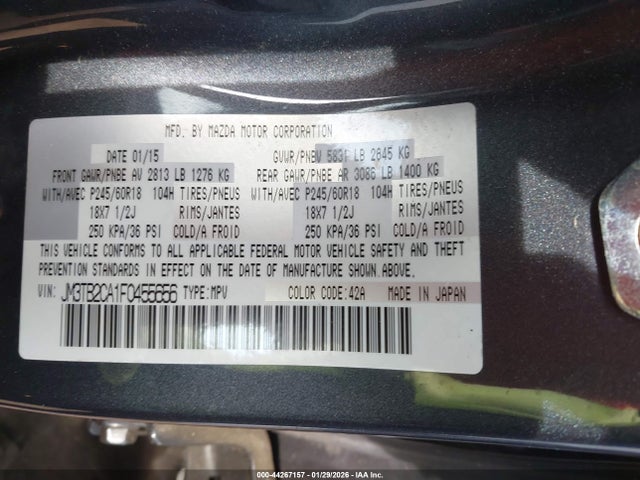 MFD. BY MAZDA MOTOR CORPORATION
DATE 01/15 GVWR/PNBV LB 2645 KG
FRONT GAWR/PNBE AV 2813 LB 1276 KG REAR GAWR/PNBE AR 3086 LB 1400 KG
WITH/AVEC P245/60R18 104H TIRES/PNEUS WITH/AVEC P245/60R18 104H TIRES/PNEUS
18X7 1/2J RIMS/JANTES 18X7 1/2J RIMS/JANTES
250 KPA/36 PSI COLD/A FROID 250 KPA/36 PSI COLD/A FROID
THIS VEHICLE CONFORMS TO ALL APPLICABLE FEDERAL MOTOR VEHICLE SAFETY AND THEFT
PREVENTION STANDARDS IN EFFECT ON THE DATE OF MANUFACTURE SHOWN ABOVE.
VIN: JM3TB2CA1F0455656 TYPE:MPV COLOR CODE:42A MADE IN JAPAN
000-44267157 - 01/29/2026 - IAAI Inc.